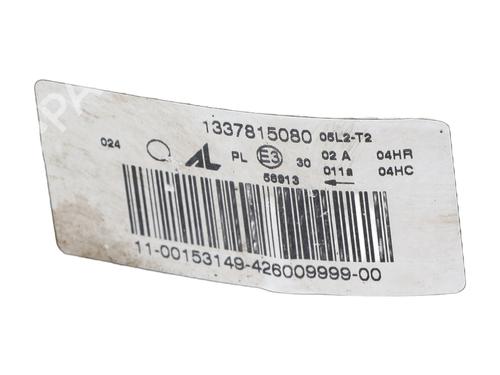 1337815080 05L2-T2
024 AL PL E3 30 02 A 04HR
56913 011a 04HC
11-00153149-426009999-00